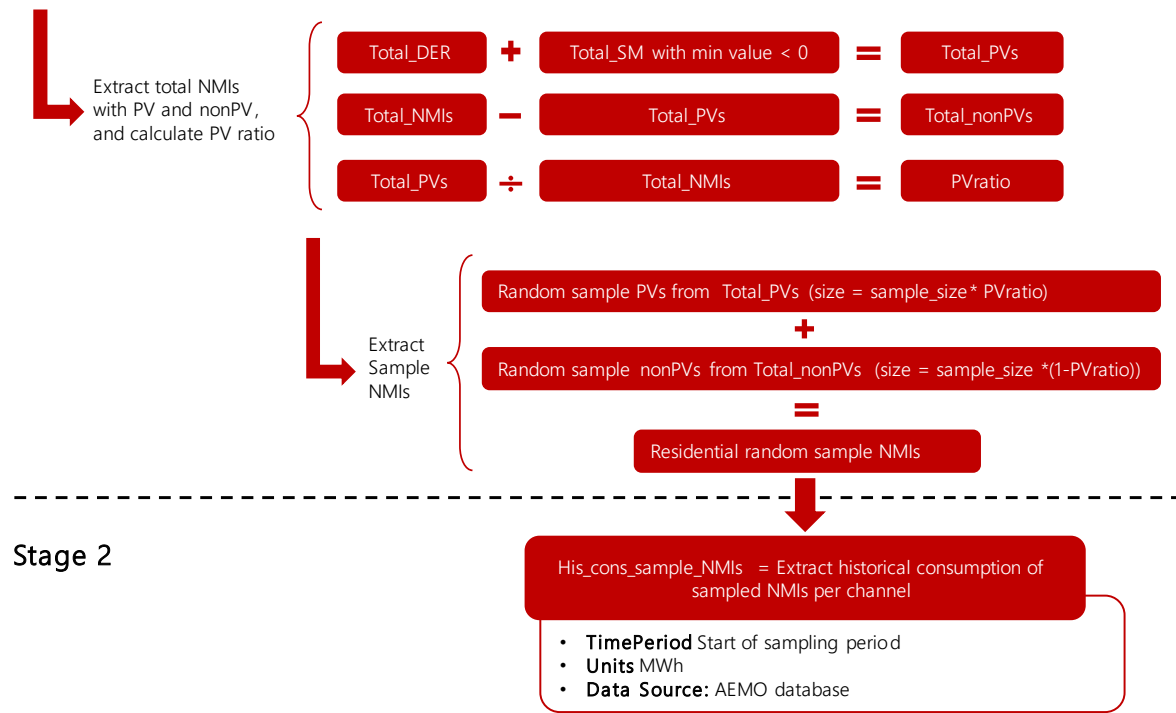 Extract total NMIs
with PV and nonPV,
and calculate PV ratio
Total_DER + Total_SM with min value < 0 = Total_PVs
Total_NMIs − Total_PVs = Total_nonPVs
Total_PVs ÷ Total_NMIs = PVratio
Extract
Sample
NMIs
Random sample PVs from Total_PVs (size = sample_size* PVratio)
+
Random sample nonPVs from Total_nonPVs (size = sample_size *(1-PVratio))
=
Residential random sample NMIs
Stage 2
His_cons_sample_NMIs = Extract historical consumption of
sampled NMIs per channel
• TimePeriod Start of sampling period
• Units MWh
• Data Source: AEMO database